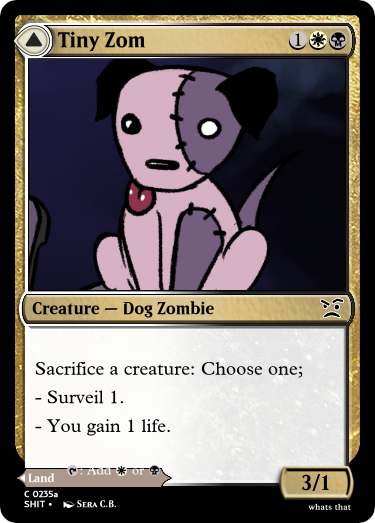 Tiny Zom 1
Creature — Dog Zombie
Sacrifice a creature: Choose one;
- Surveil 1.
- You gain 1 life.
Land : Add or
3/1
C 0235a
SHIT • SERA C.B.
whats that